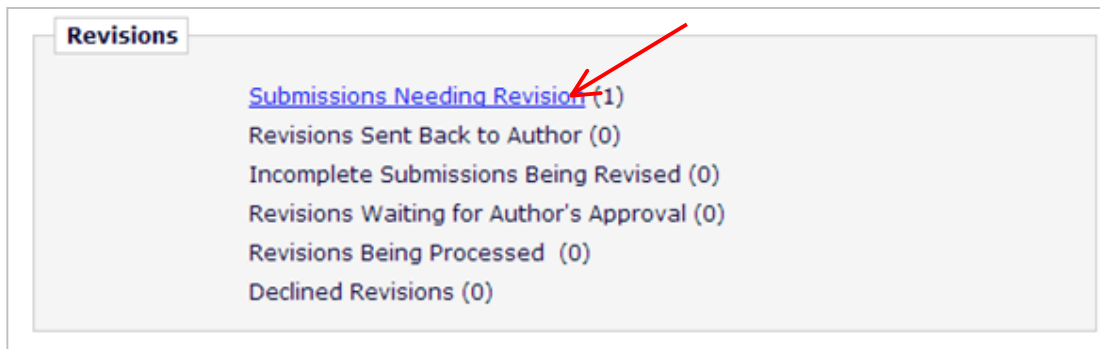 Revisions
Submissions Needing Revision (1)
Revisions Sent Back to Author (0)
Incomplete Submissions Being Revised (0)
Revisions Waiting for Author's Approval (0)
Revisions Being Processed  (0)
Declined Revisions (0)